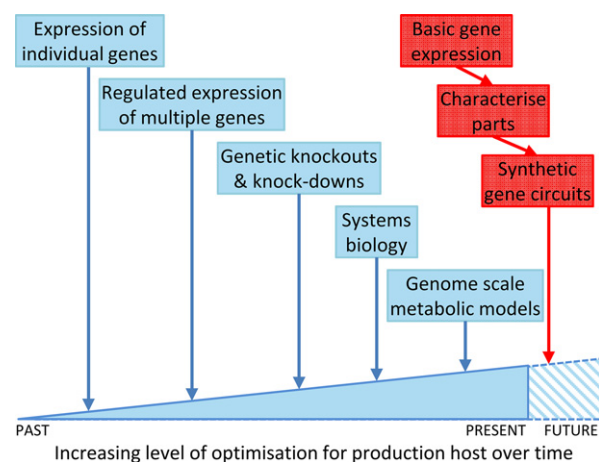 Expression of
individual genes
Regulated expression
of multiple genes
Genetic knockouts
& knock-downs
Systems
biology
Genome scale
metabolic models
Basic gene
expression
Characterise
parts
Synthetic
gene circuits
PAST
PRESENT
FUTURE
Increasing level of optimisation for production host over time